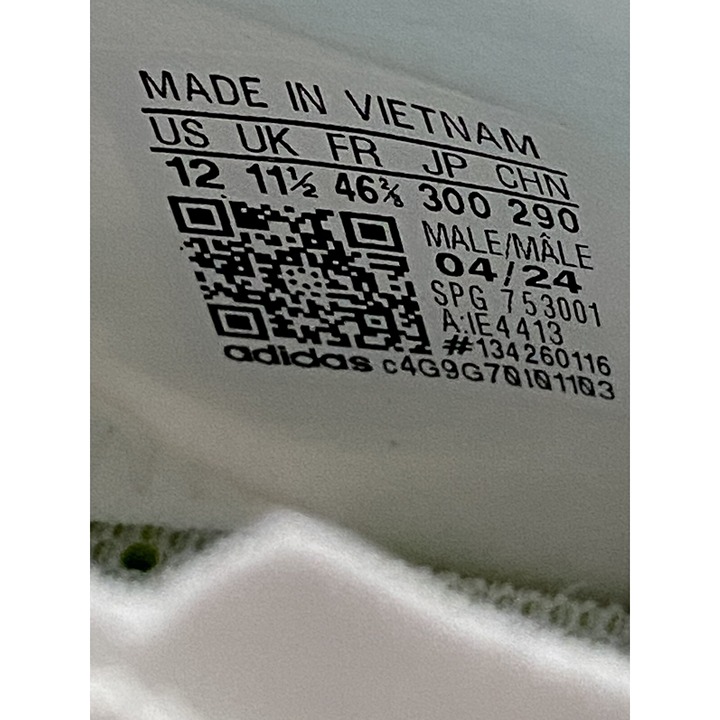 MADE IN VIETNAM
US UK FR JP CHN
12 11½ 46⅔ 300 290
MALE/MÂLE
04/24
SPG 753001
A:IE4413
#134260116
adidas c4G9G70I01103